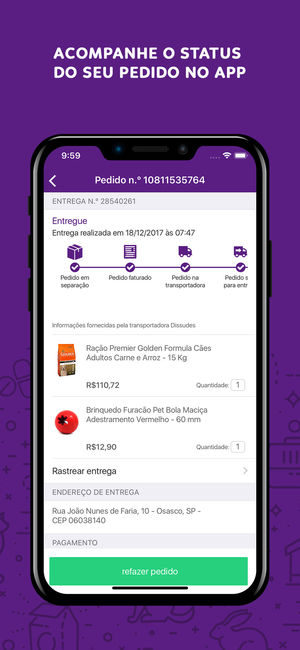 ACOMPANHE O STATUS
DO SEU PEDIDO NO APP
9:59
Pedido n.° 10811535764
ENTREGA N.° 28540261
Entregue
Entrega realizada em 18/12/2017 às 07:47
Pedido em separação
Pedido faturado
Pedido na transportadora
Pedido s
para entr
Informações fornecidas pela transportadora Dissudes
Ração Premier Golden Formula Cães
Adultos Carne e Arroz - 15 Kg
R$110,72
Quantidade: 1
Brinquedo Furacão Pet Bola Maciça
Adestramento Vermelho - 60 mm
R$12,90
Quantidade: 1
Rastrear entrega
ENDEREÇO DE ENTREGA
Rua João Nunes de Faria, 10 - Osasco, SP -
CEP 06038140
PAGAMENTO
refazer pedido